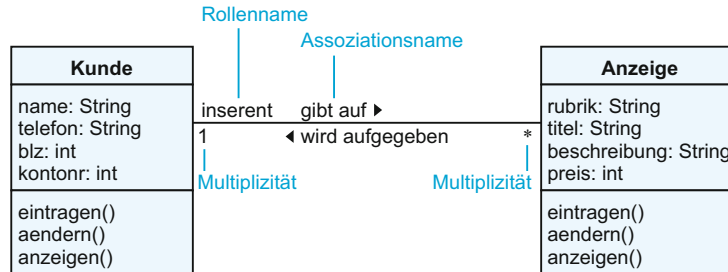 Rollenname
Assoziationsname
Kunde
name: String
telefon: String
blz: int
kontonr: int
eintragen()
aendern()
anzeigen()
inserent gibt auf ▶
1 ◀ wird aufgegeben *
Multiplizität Multiplizität
Anzeige
rubrik: String
titel: String
beschreibung: String
preis: int
eintragen()
aendern()
anzeigen()